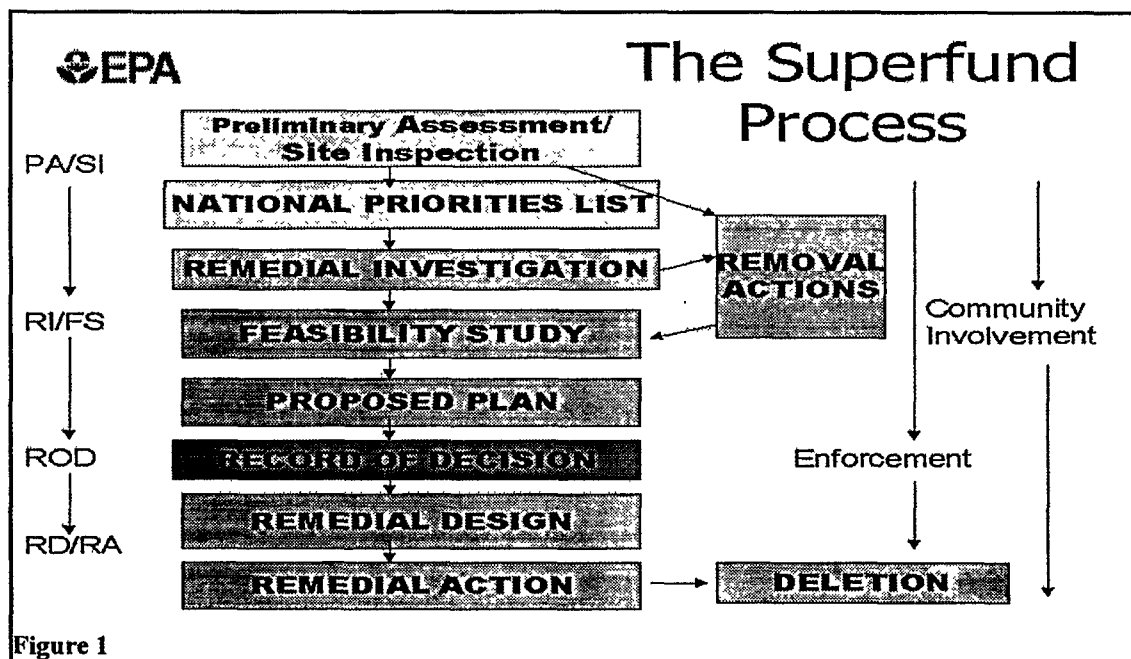 EPA
The Superfund
Process
Preliminary Assessment/
Site Inspection
PA/SI
NATIONAL PRIORITIES LIST
REMEDIAL INVESTIGATION
REMOVAL
ACTIONS
RI/FS
FEASIBILITY STUDY
Community
Involvement
PROPOSED PLAN
ROD
RECORD OF DECISION
Enforcement
REMEDIAL DESIGN
RD/RA
REMEDIAL ACTION
DELETION
Figure 1